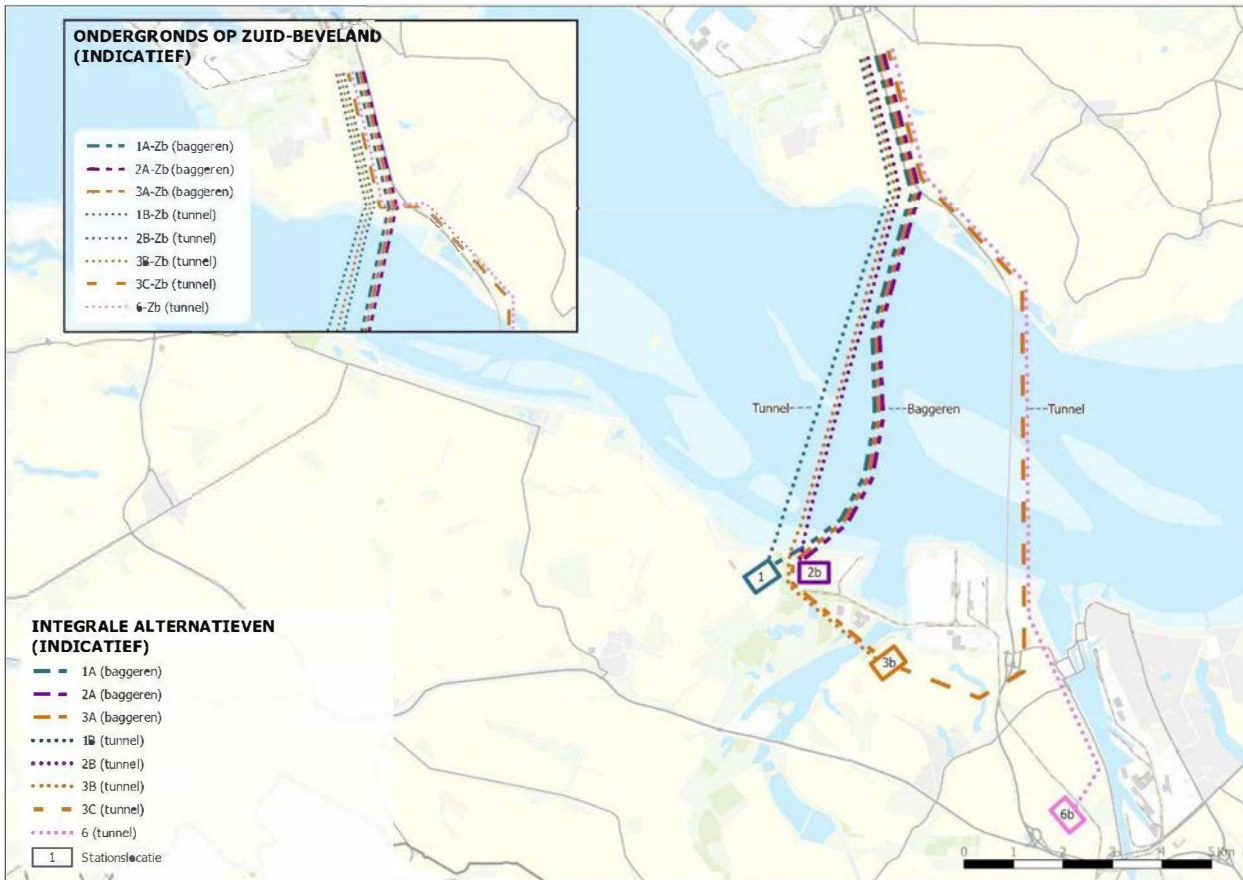 ONDERGRONDS OP ZUID-BEVELAND
(INDICATIEF)
1A-Zb (baggeren)
2A-Zb (baggeren)
3A-Zb (baggeren)
1B-Zb (tunnel)
2B-Zb (tunnel)
3B-Zb (tunnel)
3C-Zb (tunnel)
6-Zb (tunnel)
Tunnel
Baggeren
Tunnel
1
2b
3b
6b
INTEGRALE ALTERNATIEVEN
(INDICATIEF)
1A (baggeren)
2A (baggeren)
3A (baggeren)
1B (tunnel)
2B (tunnel)
3B (tunnel)
3C (tunnel)
6 (tunnel)
1 Stationslocatie
0 1 2 3 4 5 Km